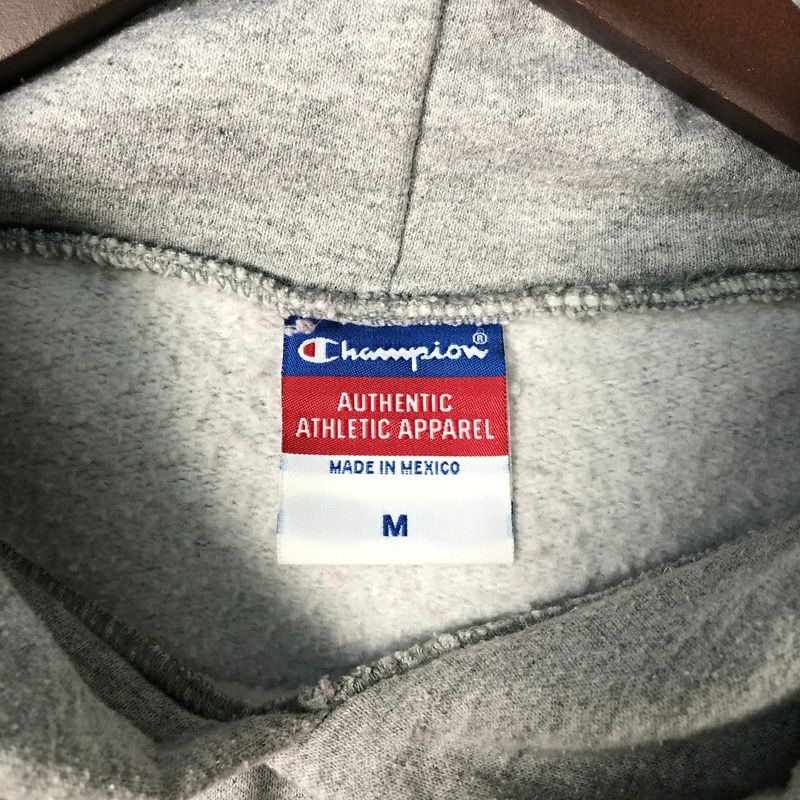 Champion®
AUTHENTIC
ATHLETIC APPAREL
MADE IN MEXICO
M